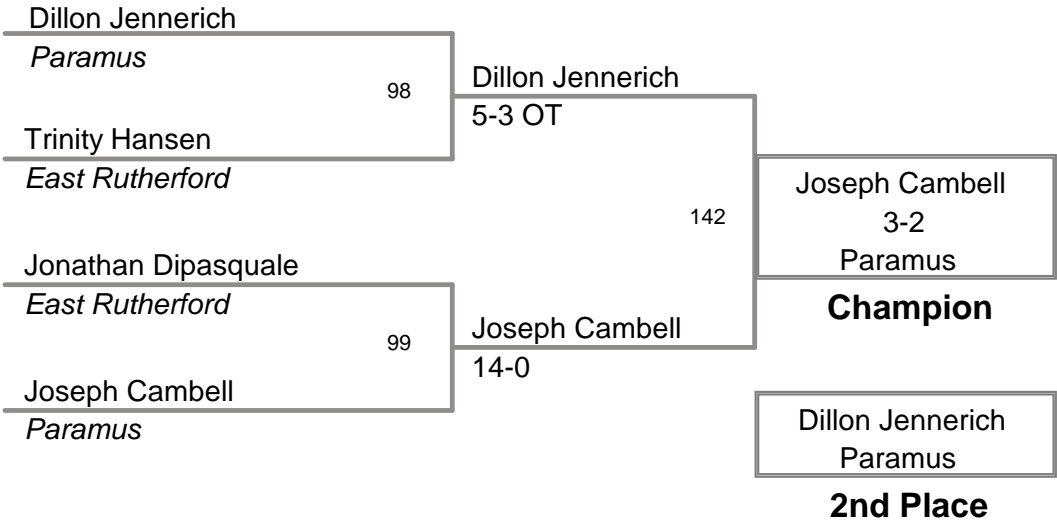 Dillon Jennerich
Paramus
98
Trinity Hansen
East Rutherford
Dillon Jennerich
5-3 OT
Jonathan Dipasquale
East Rutherford
99
Joseph Cambell
Paramus
Joseph Cambell
14-0
142
Joseph Cambell
3-2
Paramus
Champion
Dillon Jennerich
Paramus
2nd Place